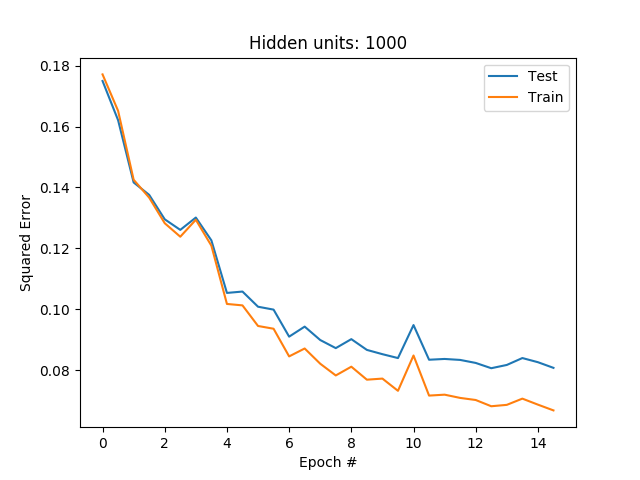 Hidden units: 1000
Test
Train
Squared Error
0.18
0.16
0.14
0.12
0.10
0.08
0 2 4 6 8 10 12 14
Epoch #